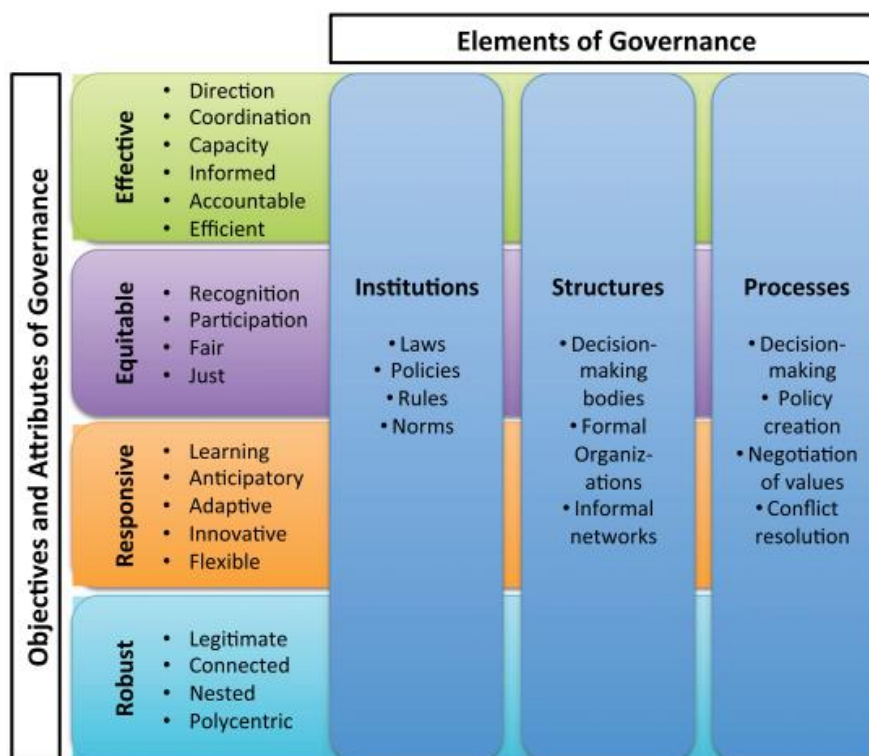 Elements of Governance
Objectives and Attributes of Governance
Effective
• Direction
• Coordination
• Capacity
• Informed
• Accountable
• Efficient
Equitable
• Recognition
• Participation
• Fair
• Just
Responsive
• Learning
• Anticipatory
• Adaptive
• Innovative
• Flexible
Robust
• Legitimate
• Connected
• Nested
• Polycentric
Institutions
• Laws
• Policies
• Rules
• Norms
Structures
• Decision-
making
bodies
• Formal
Organiz-
ations
• Informal
networks
Processes
• Decision-
making
• Policy
creation
• Negotiation
of values
• Conflict
resolution